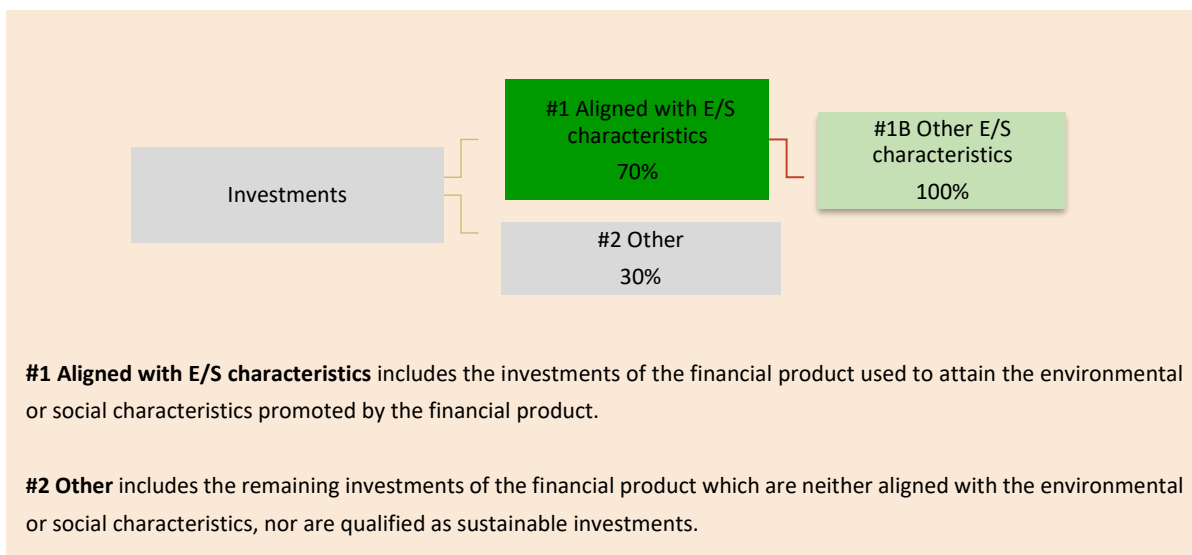 #1 Aligned with E/S
characteristics
70%
#1B Other E/S
characteristics
100%
Investments
#2 Other
30%
#1 Aligned with E/S characteristics includes the investments of the financial product used to attain the environmental
or social characteristics promoted by the financial product.
#2 Other includes the remaining investments of the financial product which are neither aligned with the environmental
or social characteristics, nor are qualified as sustainable investments.